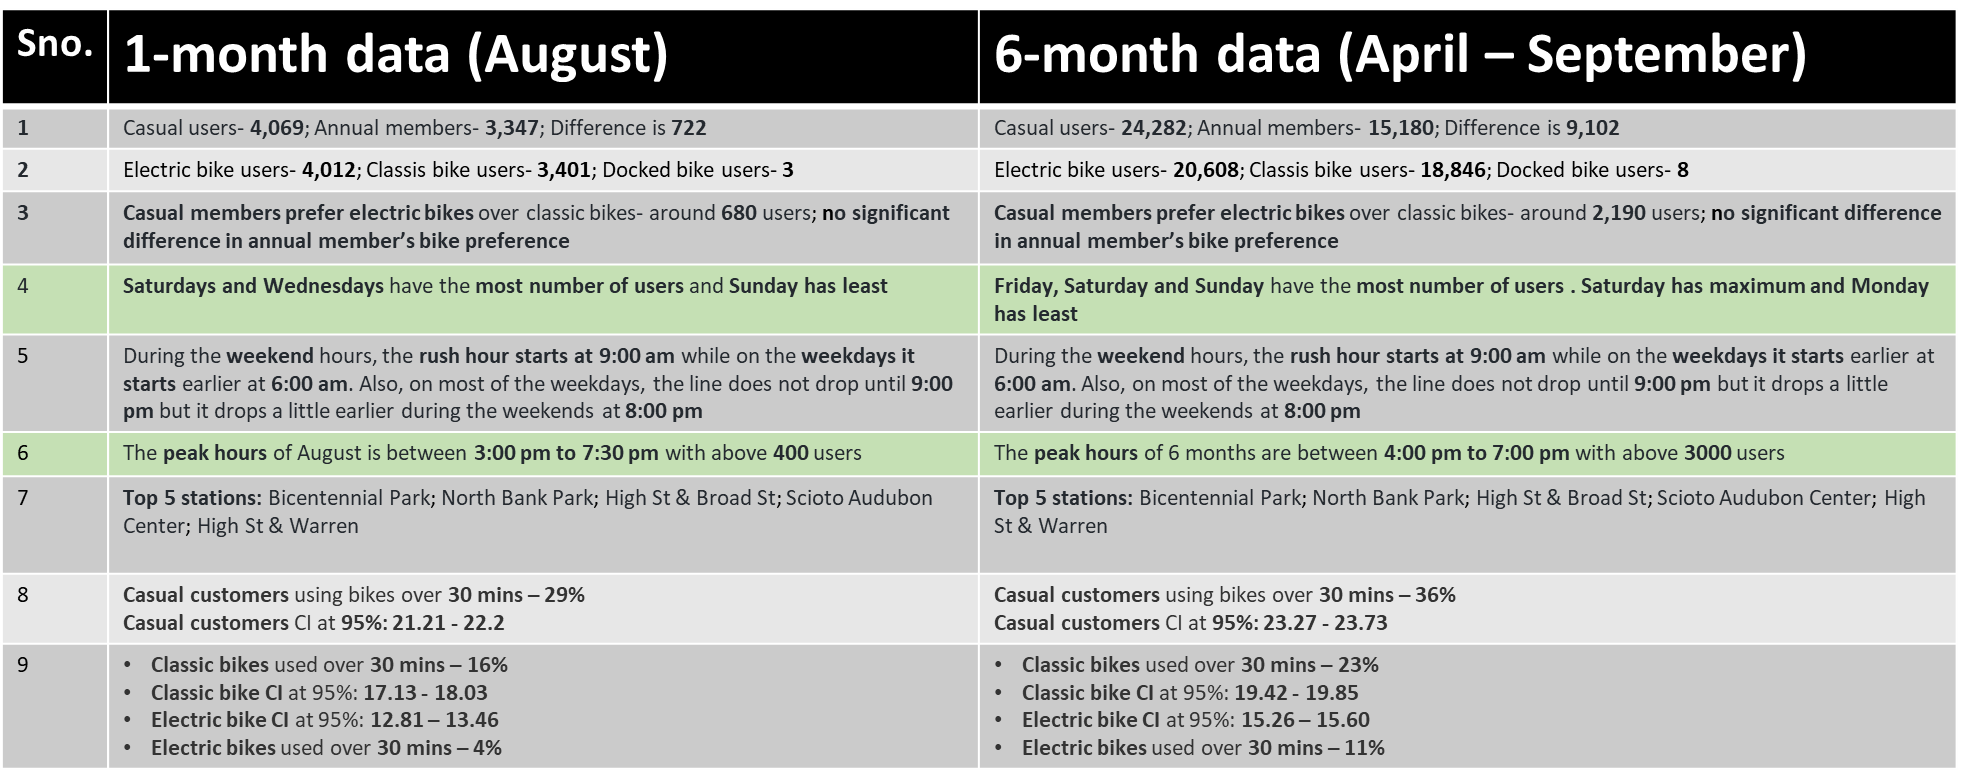 Sno.
1-month data (August)
6-month data (April – September)
1
Casual users- 4,069; Annual members- 3,347; Difference is 722
Casual users- 24,282; Annual members- 15,180; Difference is 9,102
2
Electric bike users- 4,012; Classis bike users- 3,401; Docked bike users- 3
Electric bike users- 20,608; Classis bike users- 18,846; Docked bike users- 8
3
Casual members prefer electric bikes over classic bikes- around 680 users; no significant
difference in annual member’s bike preference
Casual members prefer electric bikes over classic bikes- around 2,190 users; no significant difference
in annual member’s bike preference
4
Saturdays and Wednesdays have the most number of users and Sunday has least
Friday, Saturday and Sunday have the most number of users . Saturday has maximum and Monday
has least
5
During the weekend hours, the rush hour starts at 9:00 am while on the weekdays it
starts earlier at 6:00 am. Also, on most of the weekdays, the line does not drop until 9:00
pm but it drops a little earlier during the weekends at 8:00 pm
During the weekend hours, the rush hour starts at 9:00 am while on the weekdays it starts earlier at
6:00 am. Also, on most of the weekdays, the line does not drop until 9:00 pm but it drops a little
earlier during the weekends at 8:00 pm
6
The peak hours of August is between 3:00 pm to 7:30 pm with above 400 users
The peak hours of 6 months are between 4:00 pm to 7:00 pm with above 3000 users
7
Top 5 stations: Bicentennial Park; North Bank Park; High St & Broad St; Scioto Audubon
Center; High St & Warren
Top 5 stations: Bicentennial Park; North Bank Park; High St & Broad St; Scioto Audubon Center; High
St & Warren
8
Casual customers using bikes over 30 mins – 29%
Casual customers CI at 95%: 21.21 - 22.2
Casual customers using bikes over 30 mins – 36%
Casual customers CI at 95%: 23.27 - 23.73
9
• Classic bikes used over 30 mins – 16%
• Classic bike CI at 95%: 17.13 - 18.03
• Electric bike CI at 95%: 12.81 – 13.46
• Electric bikes used over 30 mins – 4%
• Classic bikes used over 30 mins – 23%
• Classic bike CI at 95%: 19.42 - 19.85
• Electric bike CI at 95%: 15.26 – 15.60
• Electric bikes used over 30 mins – 11%